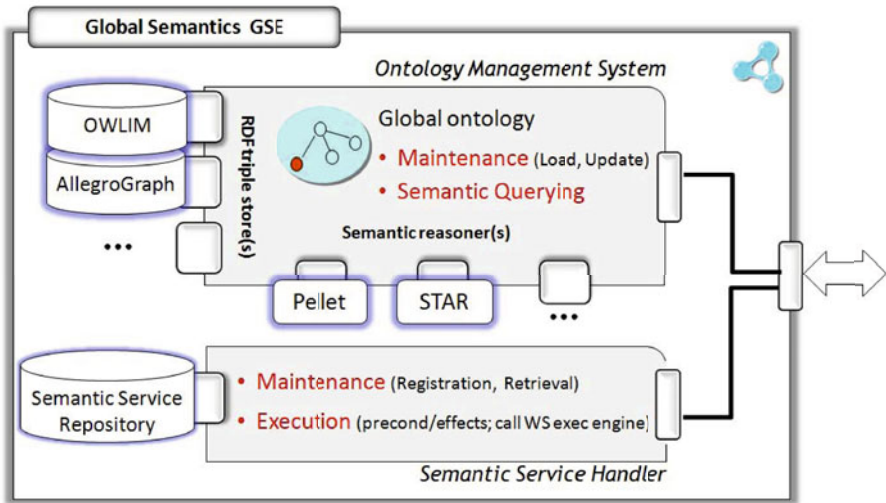 Global Semantics GSE
Ontology Management System
OWLIM
AllegroGraph
...
RDF triple store(s)
Global ontology
• Maintenance (Load, Update)
• Semantic Querying
Semantic reasoner(s)
Pellet
STAR
...
Semantic Service
Repository
• Maintenance (Registration, Retrieval)
• Execution (precond/effects; call WS exec engine)
Semantic Service Handler